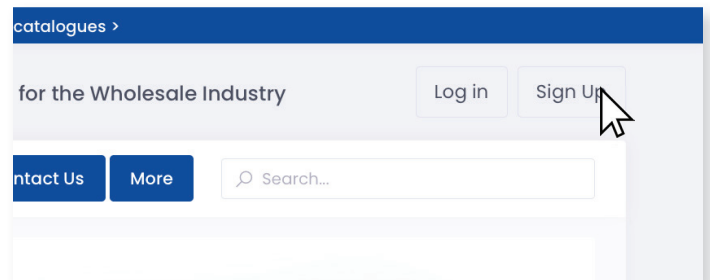 catalogues >
for the Wholesale Industry
Log in
Sign Up
ntact Us
More
Search...